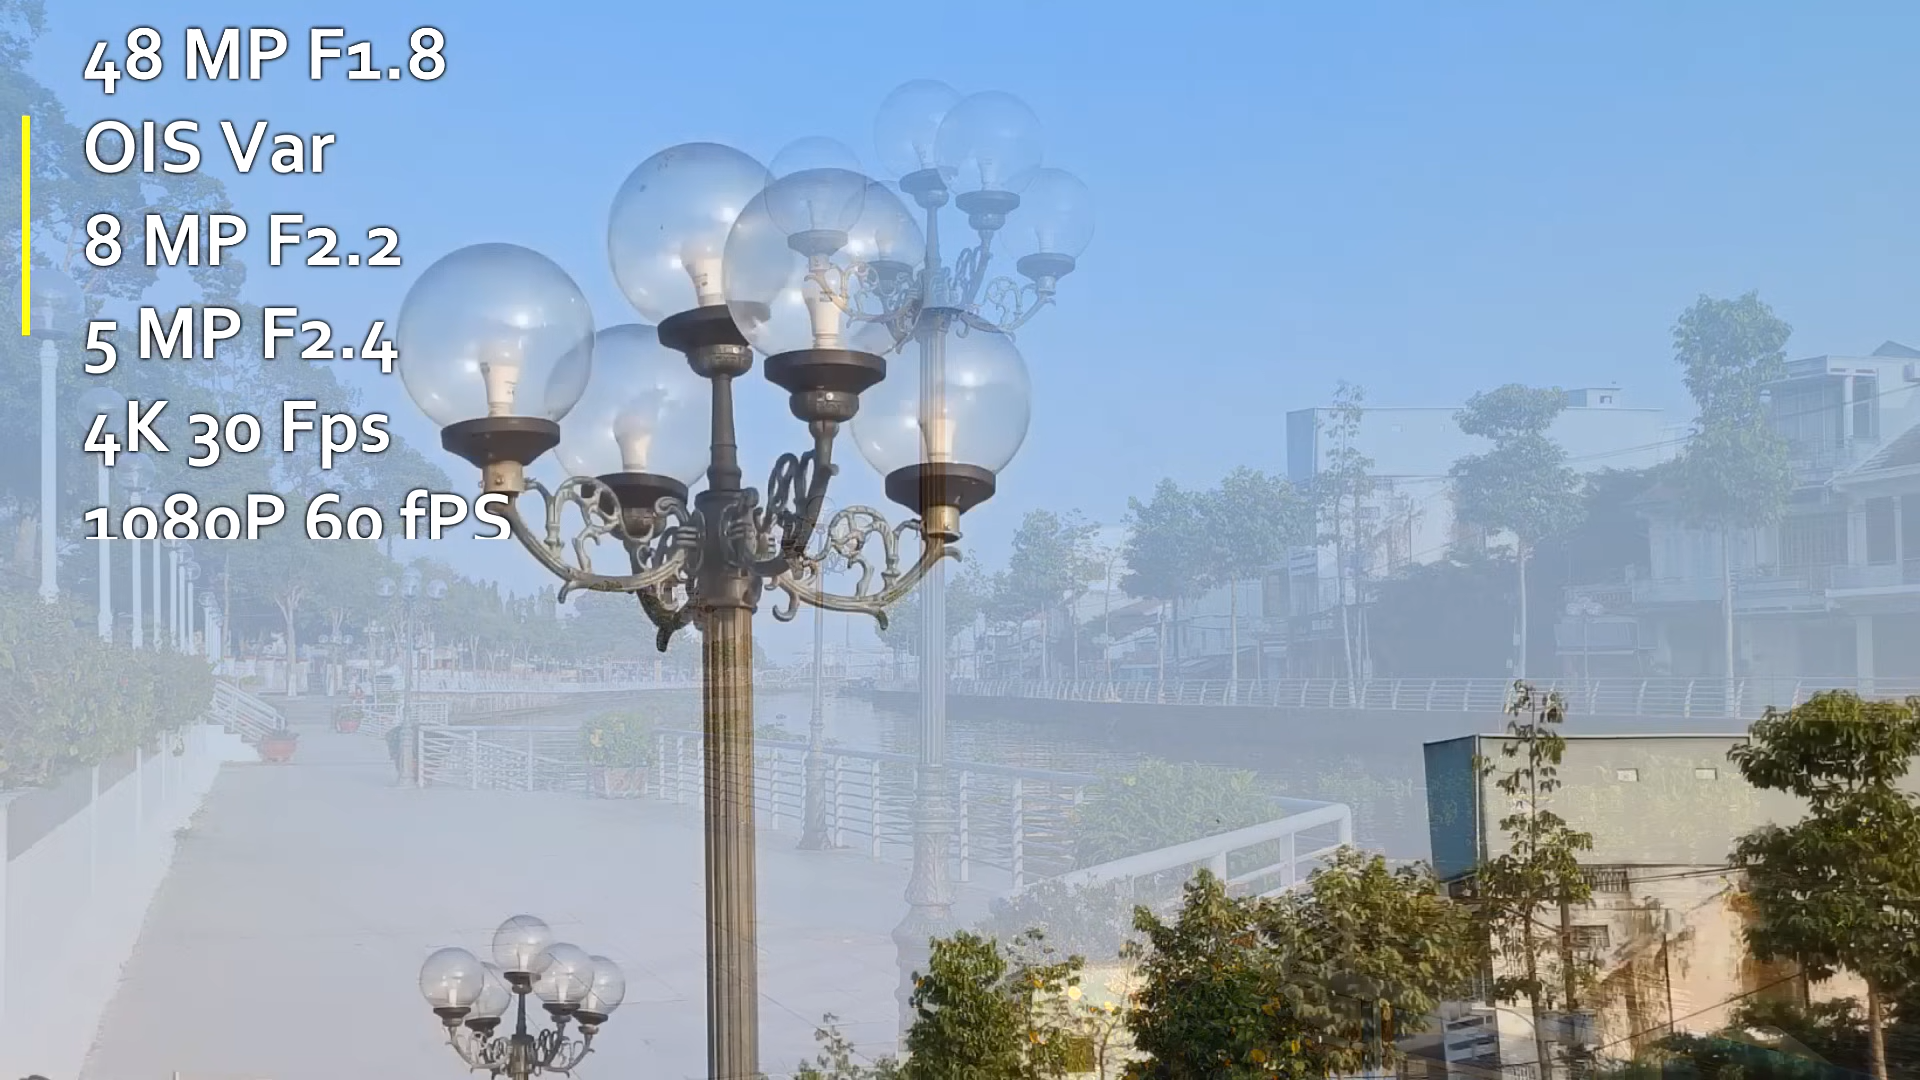 48 MP F1.8
OIS Var
8 MP F2.2
5 MP F2.4
4K 30 Fps
1080P 60 fPS